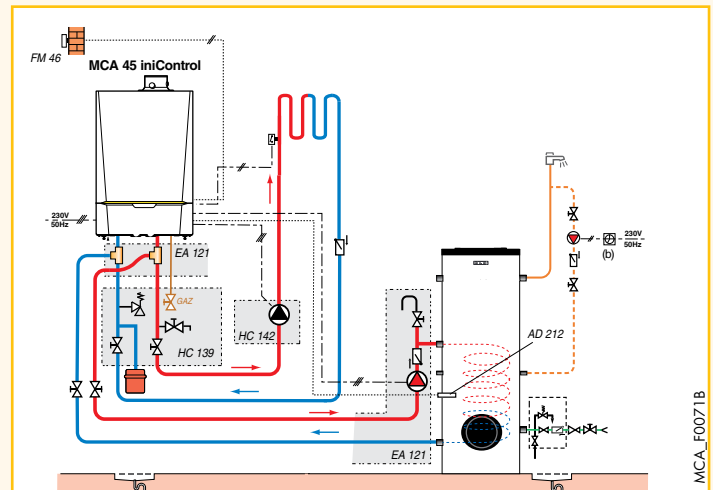 FM 46
MCA 45 iniControl
230V
50Hz
EA 121
GAZ
HC 139
HC 142
230V
50Hz
(b)
AD 212
EA 121
MCA_F0071B